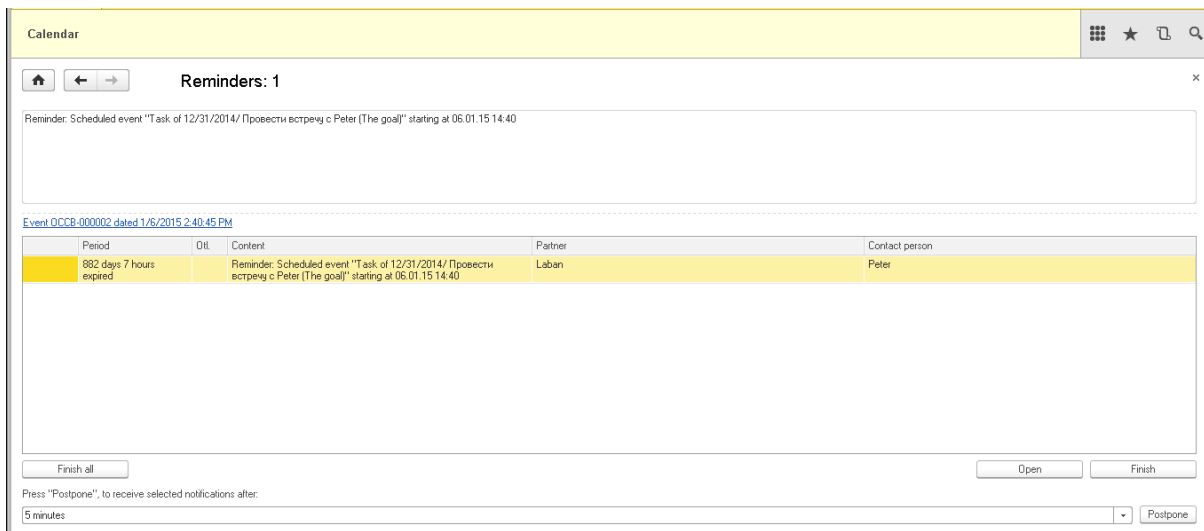 Calendar
Reminders: 1
Reminder: Scheduled event "Task of 12/31/2014/ Провести встречу с Peter (The goal)" starting at 06.01.15 14:40
Event OCCB-000002 dated 1/6/2015 2:40:45 PM
Period Otl. Content Partner Contact person
882 days 7 hours Reminder: Scheduled event "Task of 12/31/2014/ Провести Laban Peter
expired встречу с Peter (The goal)" starting at 06.01.15 14:40
Finish all Open Finish
Press "Postpone", to receive selected notifications after:
5 minutes Postpone